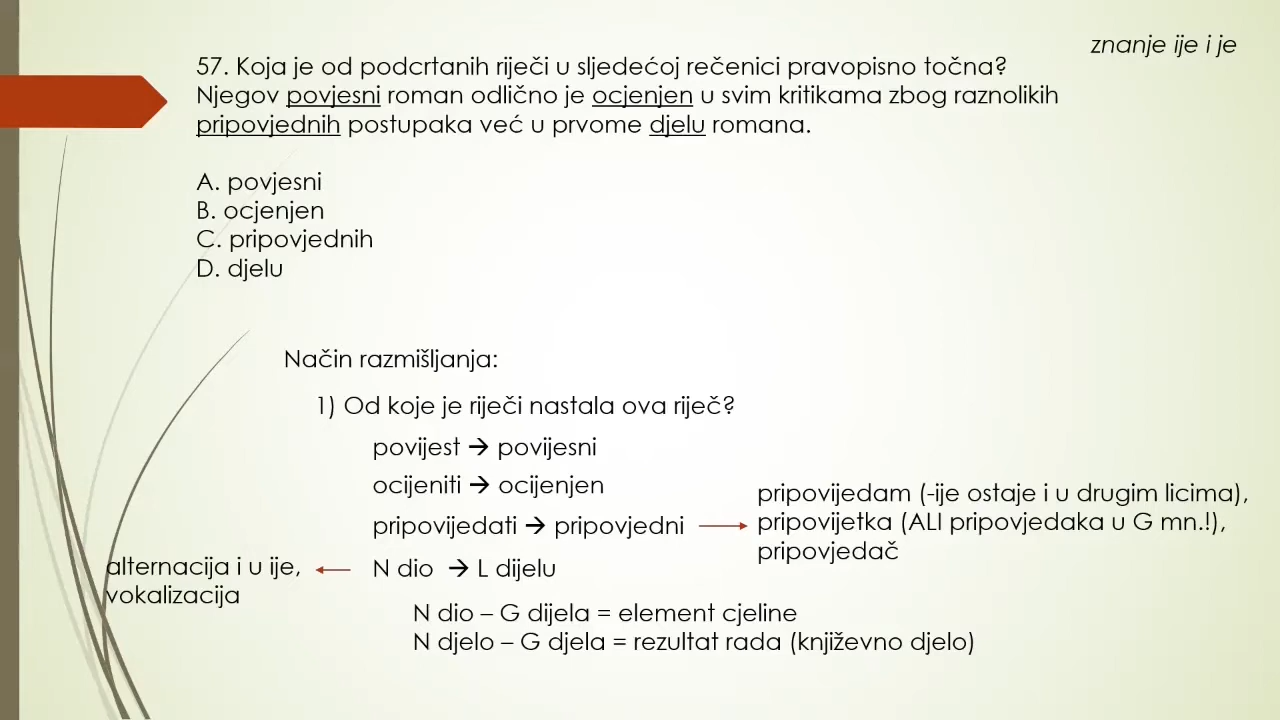 znanje ije i je
57. Koja je od podcrtanih riječi u sljedećoj rečenici pravopisno točna?
Njegov povjesni roman odlično je ocjenjen u svim kritikama zbog raznolikih
pripovjednih postupaka već u prvome djelu romana.
A. povjesni
B. ocjenjen
C. pripovjednih
D. djelu
Način razmišljanja:
1) Od koje je riječi nastala ova riječ?
povijest → povijesni
ocijeniti → ocijenjen
pripovijedati → pripovjedni
pripovijedam (-ije ostaje i u drugim licima),
pripovijetka (ALI pripovjedaka u G mn.!),
pripovjedač
N dio → L dijelu
alternacija i u ije,
vokalizacija
N dio – G dijela = element cjeline
N djelo – G djela = rezultat rada (književno djelo)